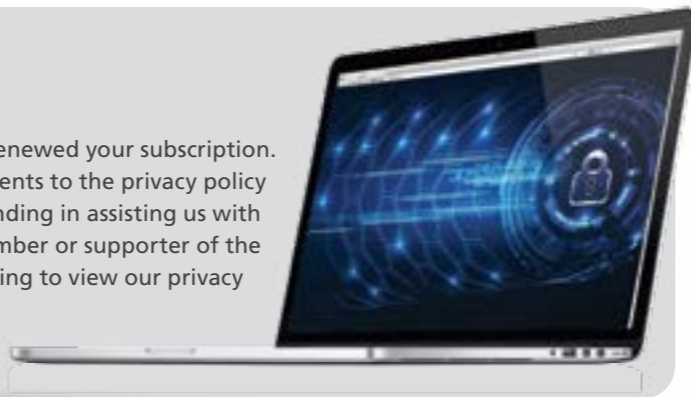 enewed your subscription.
ents to the privacy policy
nding in assisting us with
mber or supporter of the
ing to view our privacy